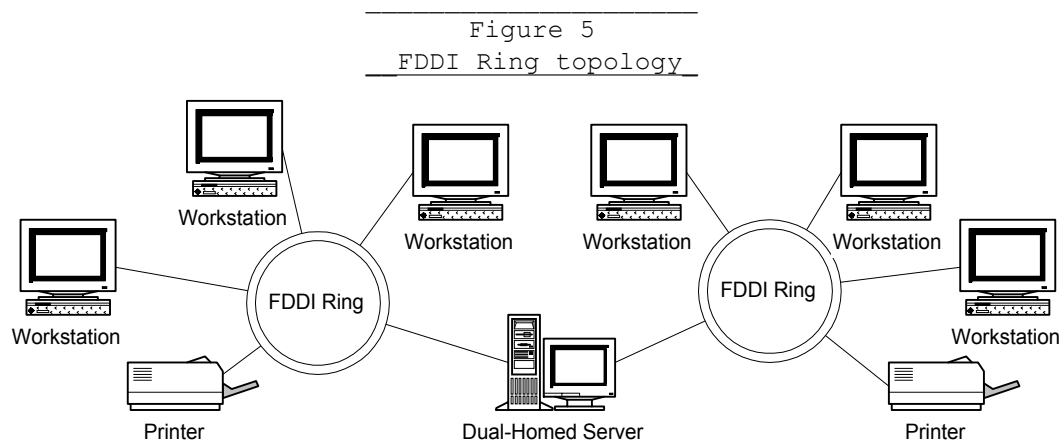 Figure 5
FDDI Ring topology
Workstation
Workstation
Workstation
Workstation
Workstation
Workstation
FDDI Ring
FDDI Ring
Printer
Dual-Homed Server
Printer